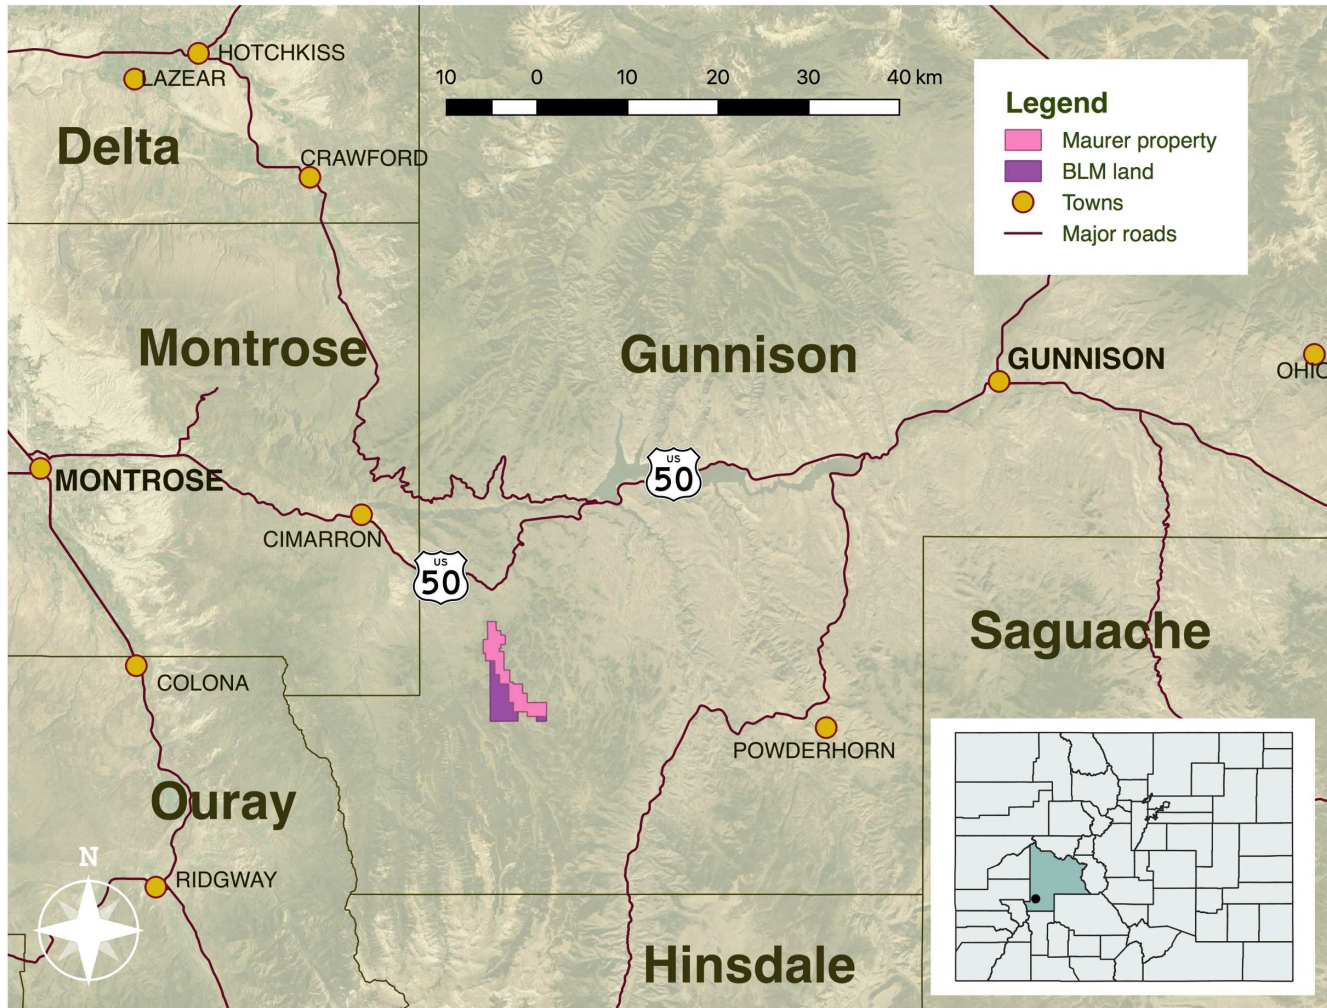 HOTCHKISS
LAZEAR
10 0 10 20 30 40 km
Legend
Maurer property
BLM land
Towns
Major roads
Delta
CRAWFORD
Montrose
Gunnison
GUNNISON
OHIO
US
50
MONTROSE
CIMARRON
US
50
Saguache
COLONA
POWDERHORN
Ouray
N
RIDGWAY
Hinsdale